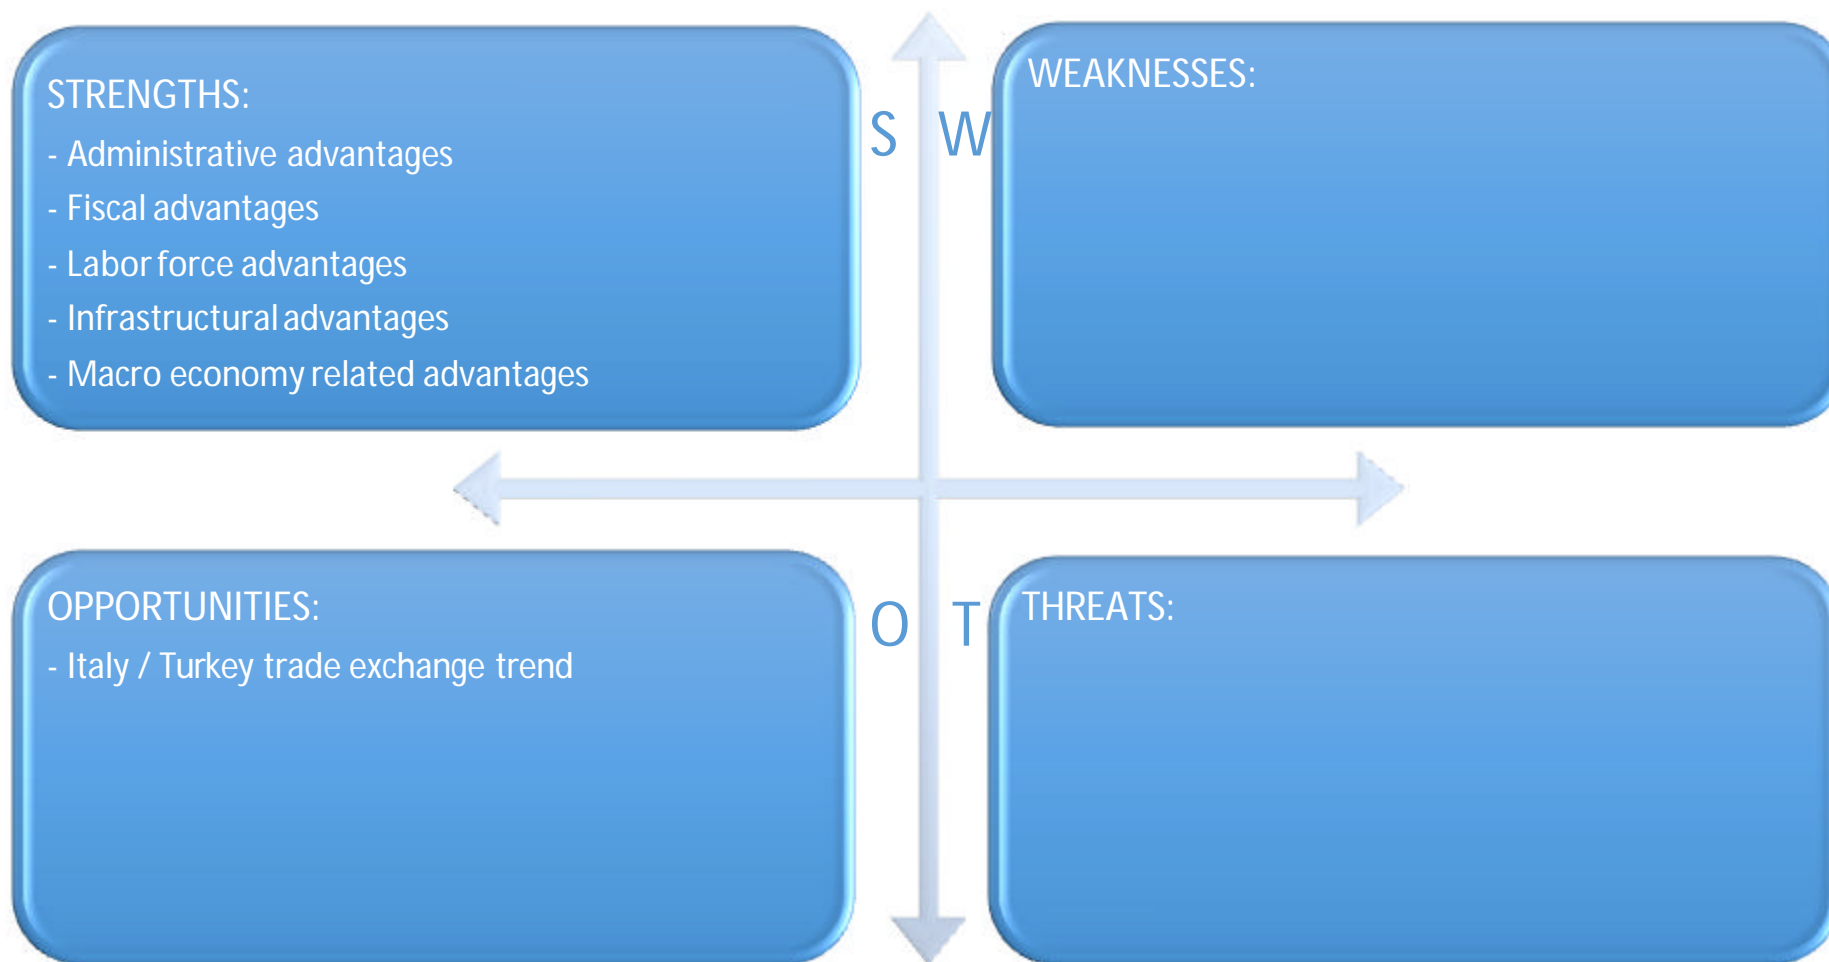 STRENGTHS:
- Administrative advantages
- Fiscal advantages
- Labor force advantages
- Infrastructural advantages
- Macro economy related advantages
S W
WEAKNESSES:
OPPORTUNITIES:
- Italy / Turkey trade exchange trend
O T
THREATS: